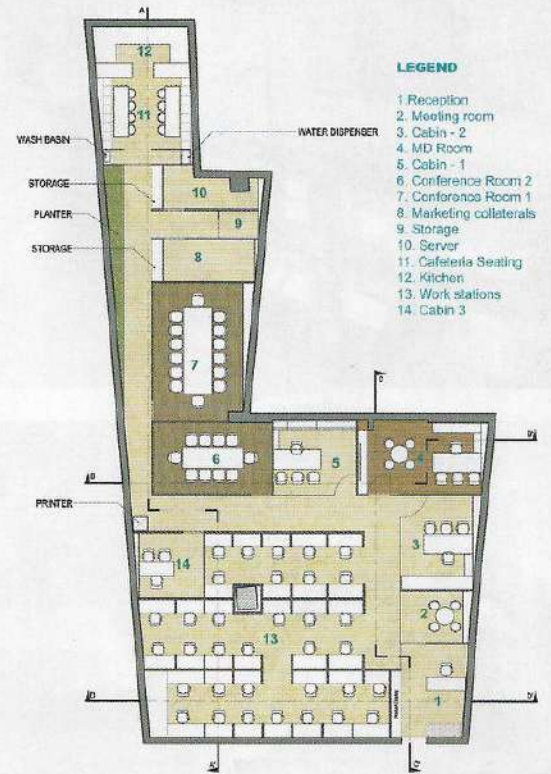 A
LEGEND
1.Reception
2. Meeting room
3. Cabin - 2
4. MD Room
5. Cabin - 1
6. Conference Room 2
7. Conference Room 1
8. Marketing collaterals
9. Storage
10. Server
11. Cafeteria Seating
12. Kitchen
13. Work stations
14. Cabin 3
12
11
WASH BASIN
WATER DISPENSER
STORAGE
10
PLANTER
9
STORAGE
8
7
6
5
4
PRINTER
3
14
2
13
1